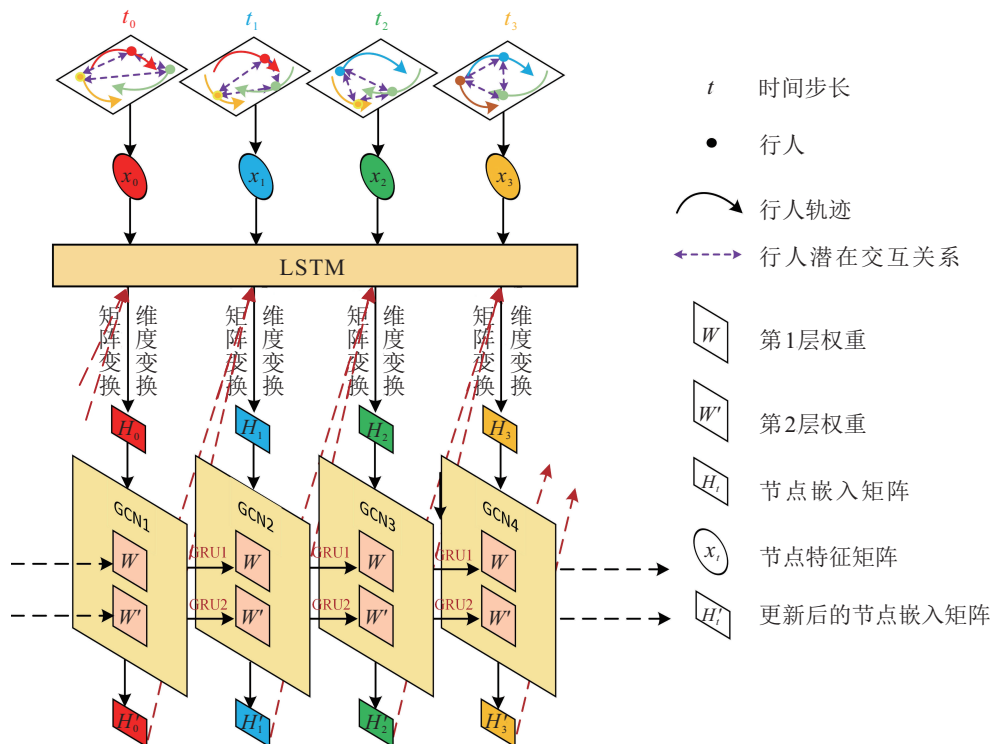 t₀ t₁ t₂ t₃
x₀ x₁ x₂ x₃
LSTM
矩阵变换 维度变换 矩阵变换 维度变换 矩阵变换 维度变换 矩阵变换 维度变换
H₀ H₁ H₂ H₃
GCN1 GCN2 GCN3 GCN4
W GRU1 W GRU1 W GRU1 W
W' GRU2 W' GRU2 W' GRU2 W'
H₀' H₁' H₂' H₃'
t 时间步长
行人
行人轨迹
行人潜在交互关系
W 第1层权重
W' 第2层权重
Hₜ 节点嵌入矩阵
xₜ 节点特征矩阵
Hₜ' 更新后的节点嵌入矩阵